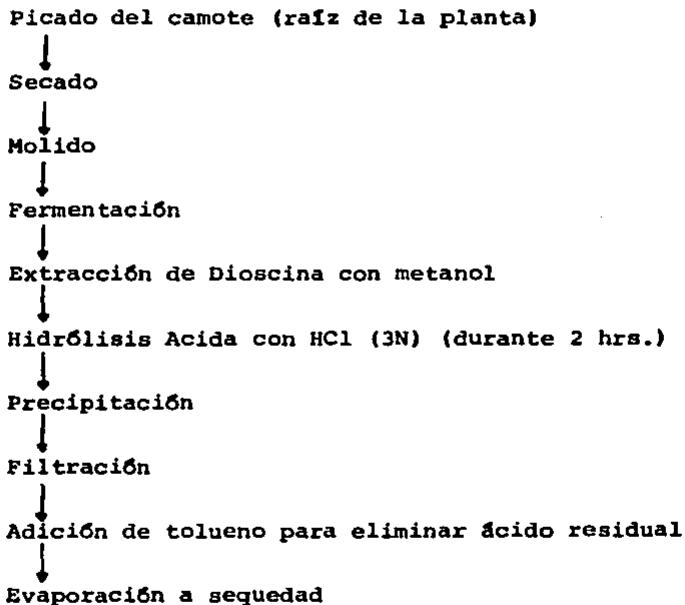 Picado del camote (raíz de la planta)
Secado
Molido
Fermentación
Extracción de Dioscina con metanol
Hidrólisis Acida con HCl (3N) (durante 2 hrs.)
Precipitación
Filtración
Adición de tolueno para eliminar ácido residual
Evaporación a sequedad